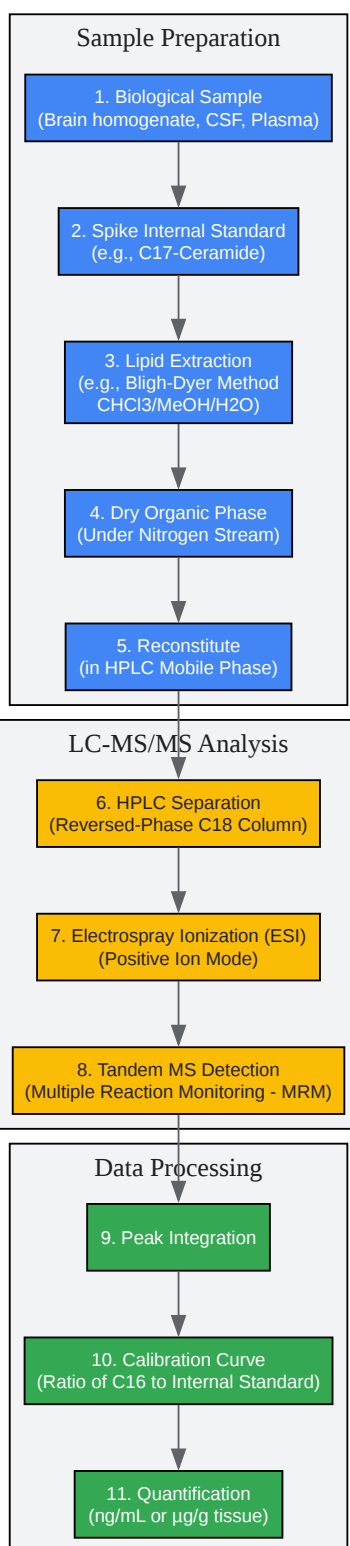 Sample Preparation
1. Biological Sample
(Brain homogenate, CSF, Plasma)
2. Spike Internal Standard
(e.g., C17-Ceramide)
3. Lipid Extraction
(e.g., Bligh-Dyer Method
CHCl3/MeOH/H2O)
4. Dry Organic Phase
(Under Nitrogen Stream)
5. Reconstitute
(in HPLC Mobile Phase)
LC-MS/MS Analysis
6. HPLC Separation
(Reversed-Phase C18 Column)
7. Electrospray Ionization (ESI)
(Positive Ion Mode)
8. Tandem MS Detection
(Multiple Reaction Monitoring - MRM)
Data Processing
9. Peak Integration
10. Calibration Curve
(Ratio of C16 to Internal Standard)
11. Quantification
(ng/mL or µg/g tissue)